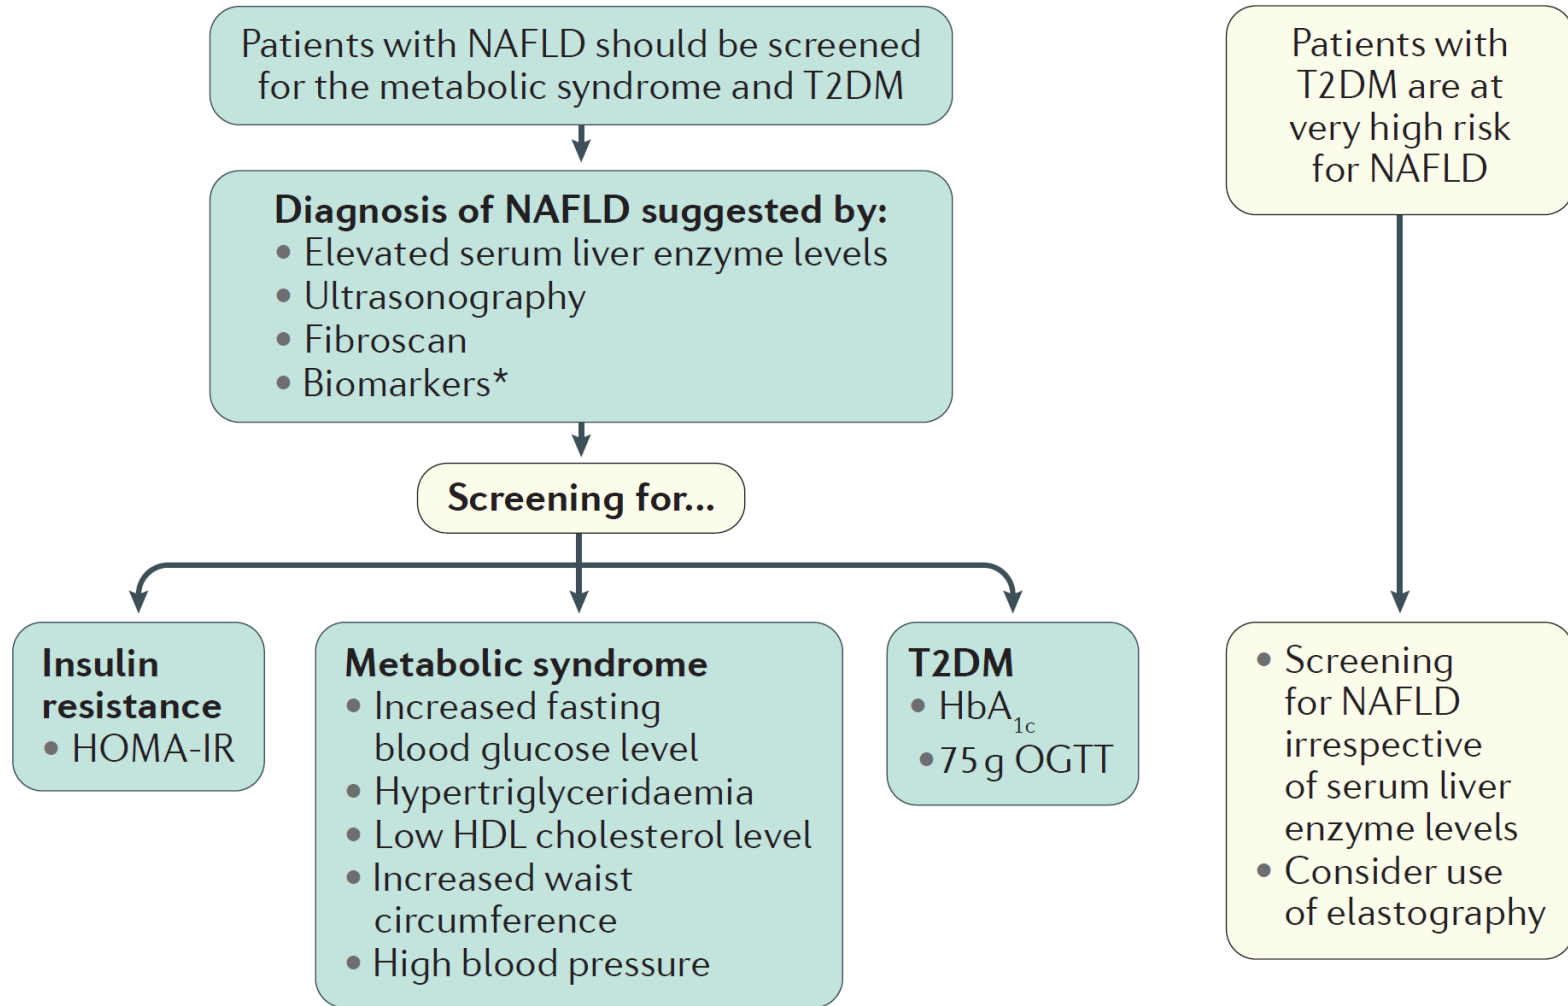 Patients with NAFLD should be screened
for the metabolic syndrome and T2DM
Diagnosis of NAFLD suggested by:
• Elevated serum liver enzyme levels
• Ultrasonography
• Fibroscan
• Biomarkers*
Screening for...
Insulin
resistance
• HOMA-IR
Metabolic syndrome
• Increased fasting
blood glucose level
• Hypertriglyceridaemia
• Low HDL cholesterol level
• Increased waist
circumference
• High blood pressure
T2DM
• HbA1c
• 75 g OGTT
Patients with
T2DM are at
very high risk
for NAFLD
• Screening
for NAFLD
irrespective
of serum liver
enzyme levels
• Consider use
of elastography